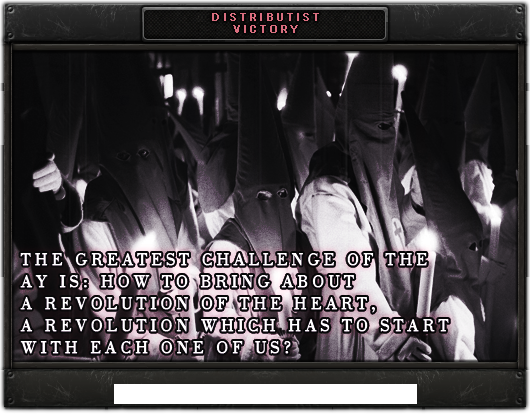 DISTRIBUTIST
VICTORY
THE GREATEST CHALLENGE OF THE
AY IS: HOW TO BRING ABOUT
A REVOLUTION OF THE HEART,
A REVOLUTION WHICH HAS TO START
WITH EACH ONE OF US?